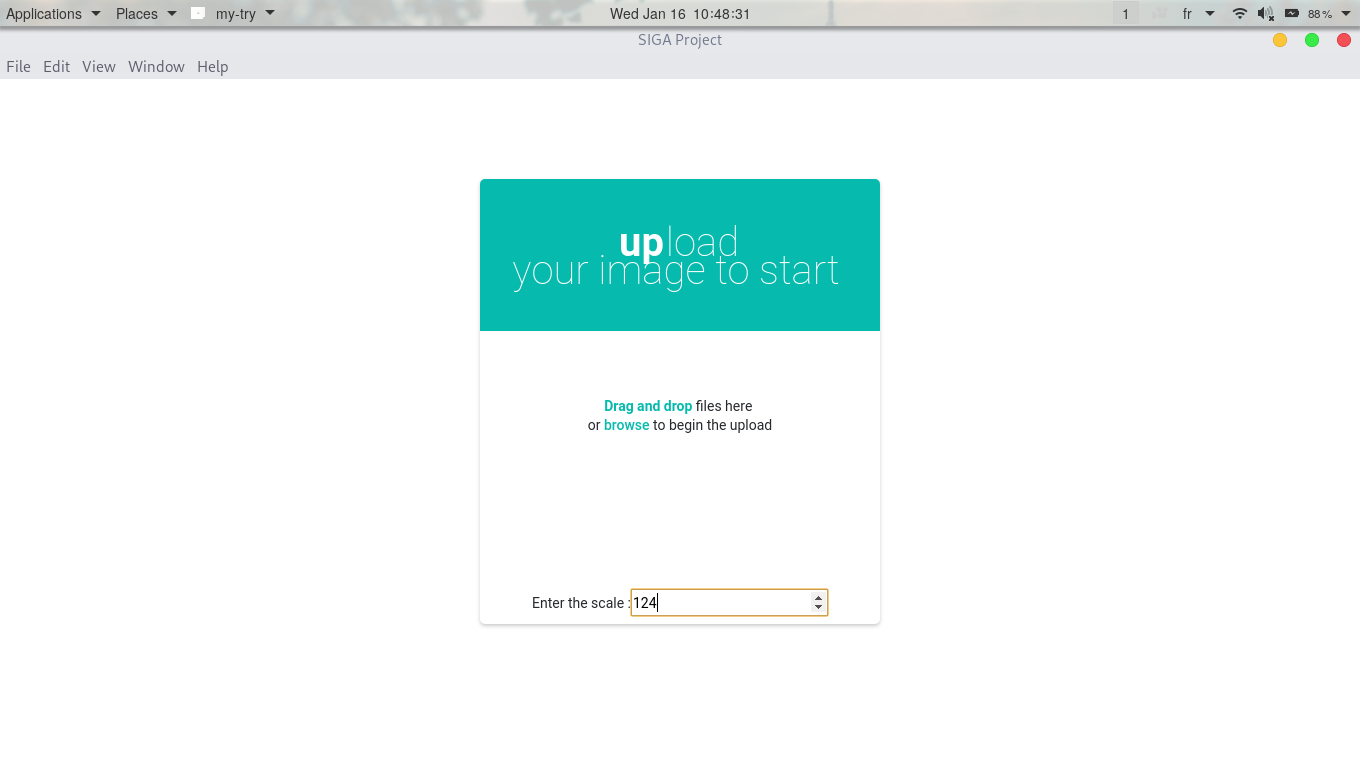 Applications Places my-try Wed Jan 16 10:48:31 1 fr 88%
SIGA Project
File Edit View Window Help
upload
your image to start
Drag and drop files here
or browse to begin the upload
Enter the scale : 124